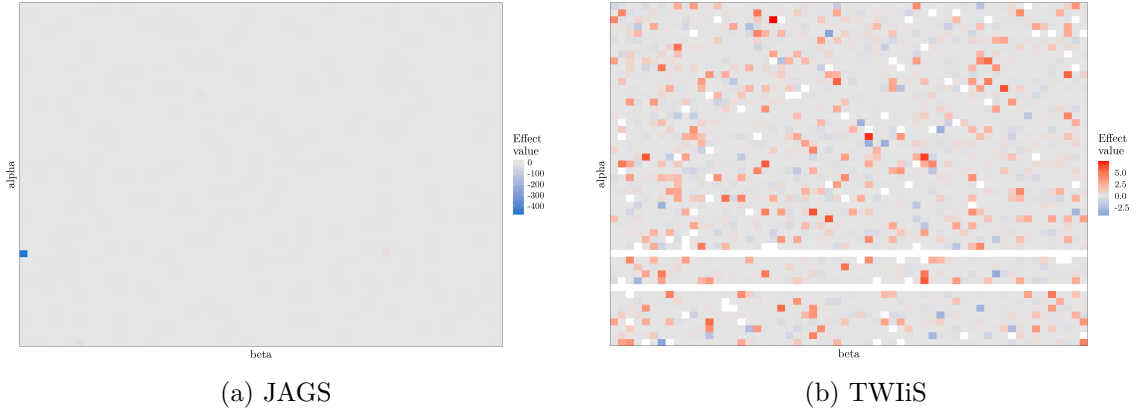 alpha
beta
Effect
value
0
-100
-200
-300
-400
(a) JAGS
alpha
beta
Effect
value
5.0
2.5
0.0
-2.5
(b) TWIiS